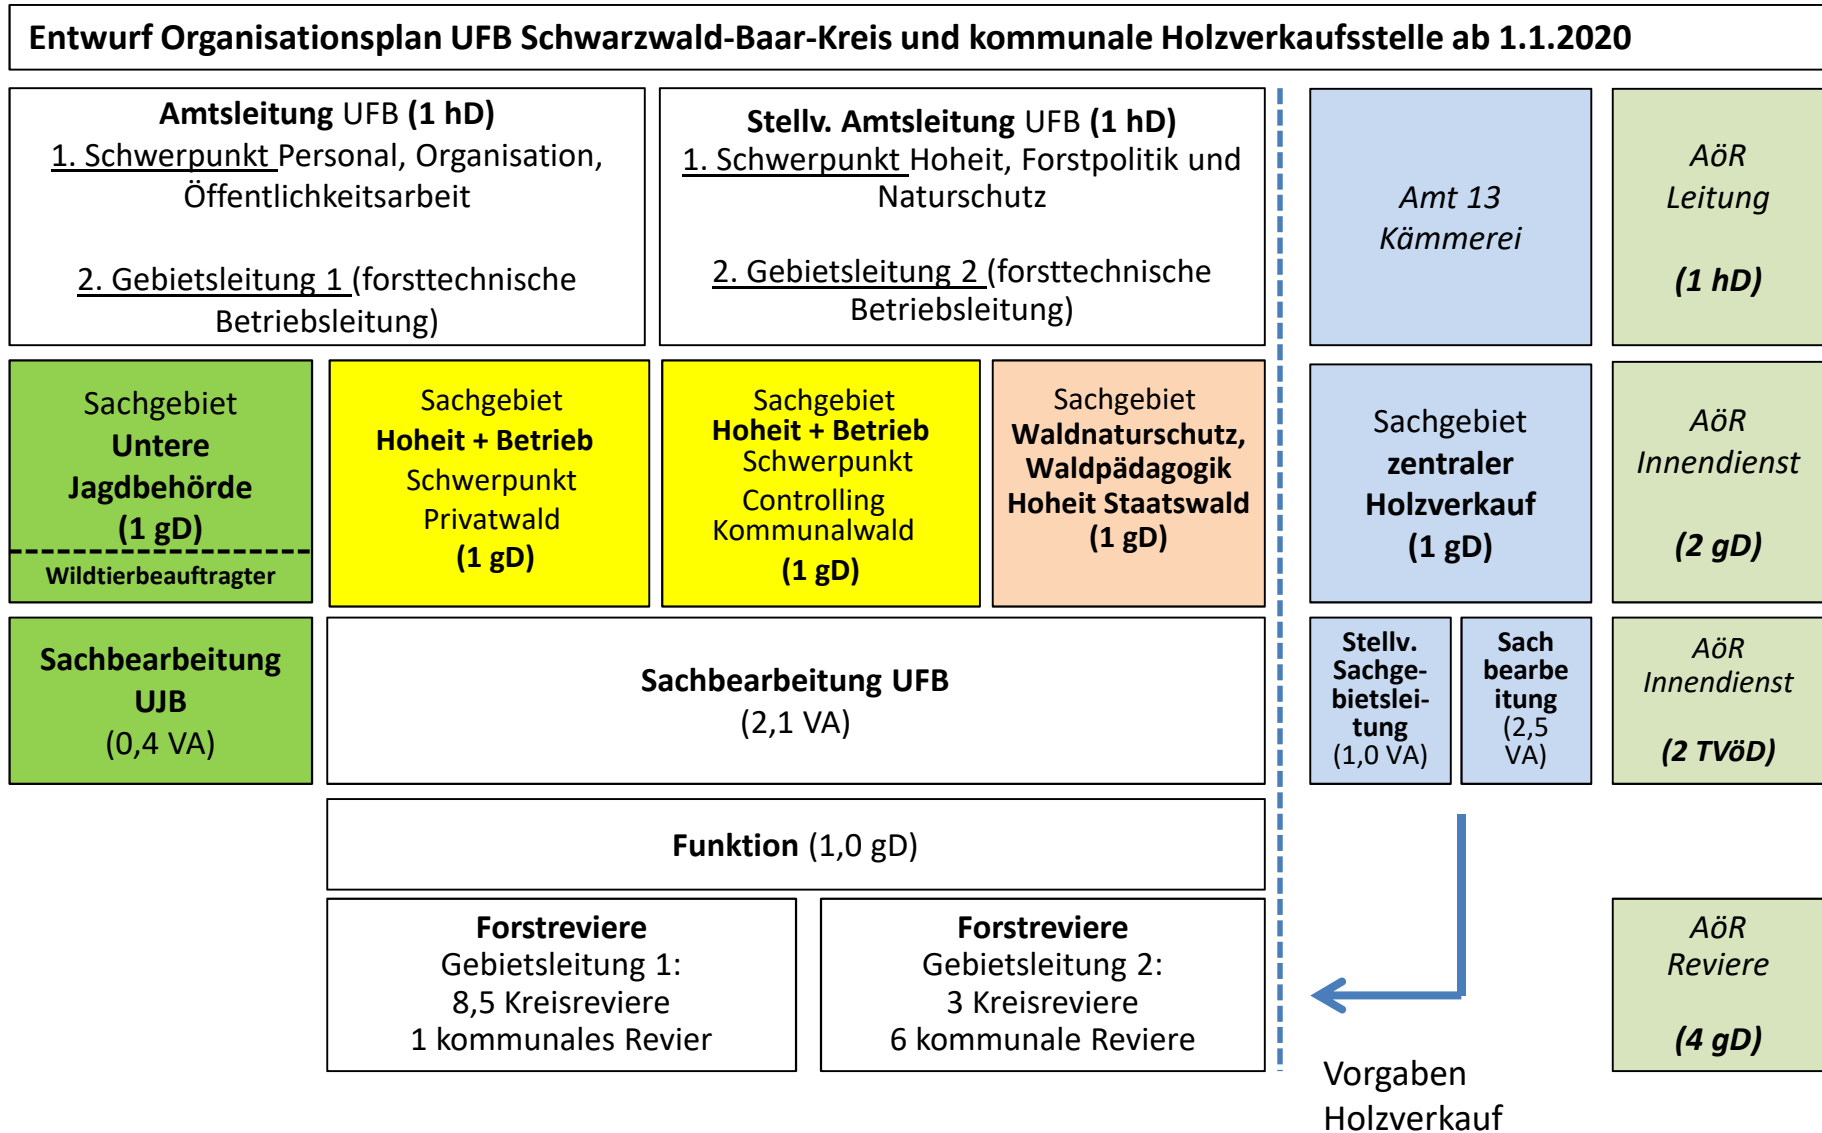 Entwurf Organisationsplan UFB Schwarzwald-Baar-Kreis und kommunale Holzverkaufsstelle ab 1.1.2020
Amtsleitung UFB (1 hD)
1. Schwerpunkt Personal, Organisation,
Öffentlichkeitsarbeit
2. Gebietsleitung 1 (forsttechnische
Betriebsleitung)
Stellv. Amtsleitung UFB (1 hD)
1. Schwerpunkt Hoheit, Forstpolitik und
Naturschutz
2. Gebietsleitung 2 (forsttechnische
Betriebsleitung)
Amt 13
Kämmerei
AöR
Leitung
(1 hD)
Sachgebiet
Untere
Jagdbehörde
(1 gD)
Wildtierbeauftragter
Sachgebiet
Hoheit + Betrieb
Schwerpunkt
Privatwald
(1 gD)
Sachgebiet
Hoheit + Betrieb
Schwerpunkt
Controlling
Kommunalwald
(1 gD)
Sachgebiet
Waldnaturschutz,
Waldpädagogik
Hoheit Staatswald
(1 gD)
Sachgebiet
zentraler
Holzverkauf
(1 gD)
AöR
Innendienst
(2 gD)
Sachbearbeitung
UJB
(0,4 VA)
Sachbearbeitung UFB
(2,1 VA)
Stellv.
Sachge-
bietslei-
tung
(1,0 VA)
Sach
bearbe
itung
(2,5
VA)
AöR
Innendienst
(2 TVöD)
Funktion (1,0 gD)
Forstreviere
Gebietsleitung 1:
8,5 Kreisreviere
1 kommunales Revier
Forstreviere
Gebietsleitung 2:
3 Kreisreviere
6 kommunale Reviere
Vorgaben
Holzverkauf
AöR
Reviere
(4 gD)